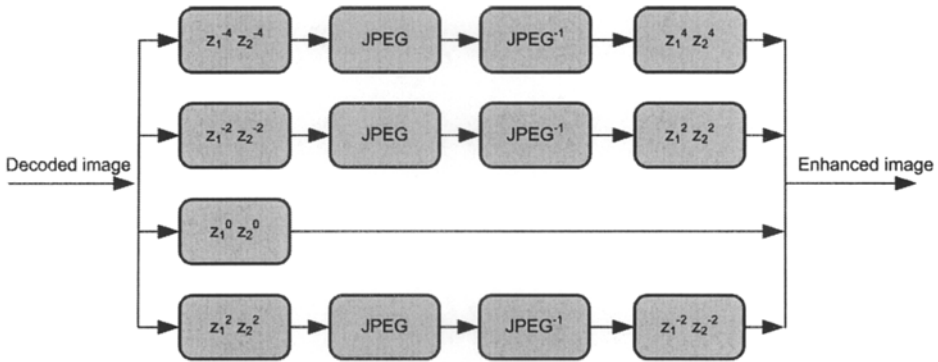 z₁⁻⁴ z₂⁻⁴ JPEG JPEG⁻¹ z₁⁴ z₂⁴
z₁⁻² z₂⁻² JPEG JPEG⁻¹ z₁² z₂²
Decoded image Enhanced image
z₁⁰ z₂⁰
z₁² z₂² JPEG JPEG⁻¹ z₁⁻² z₂⁻²